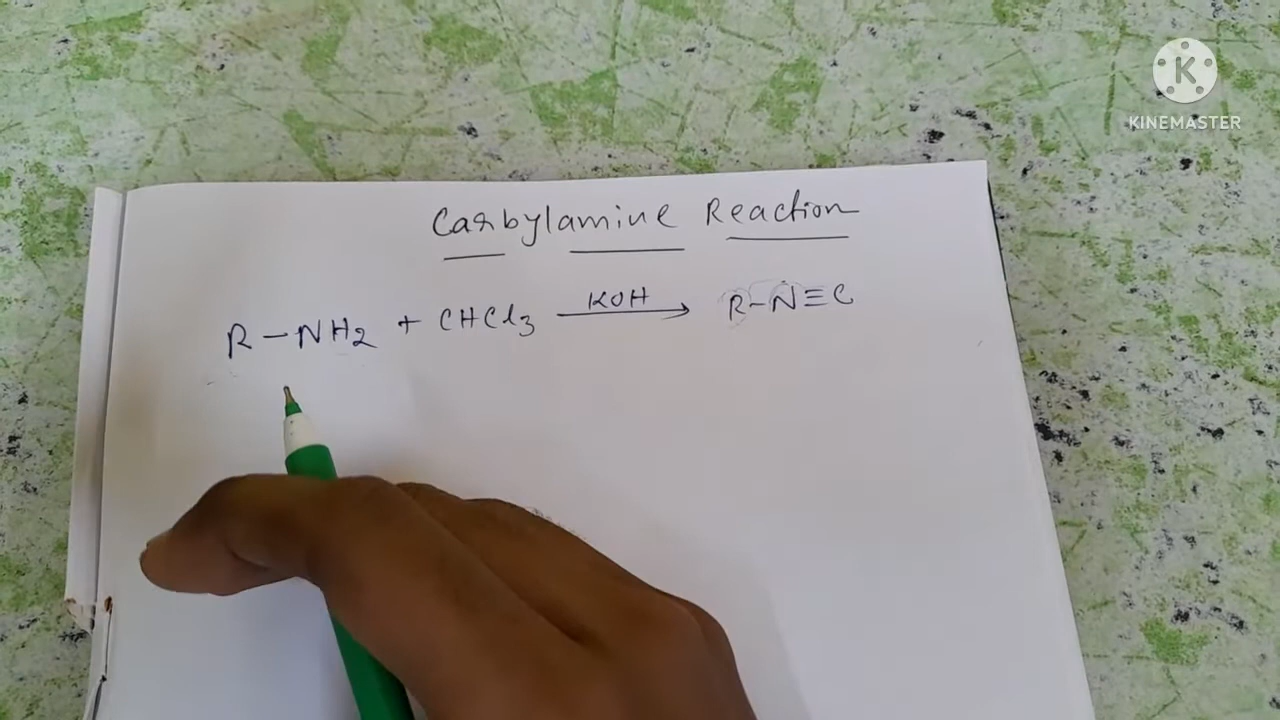 KINEMASTER
Carbylamine Reaction
R-NH2 + CHCl3 KOH→ R-N≡C